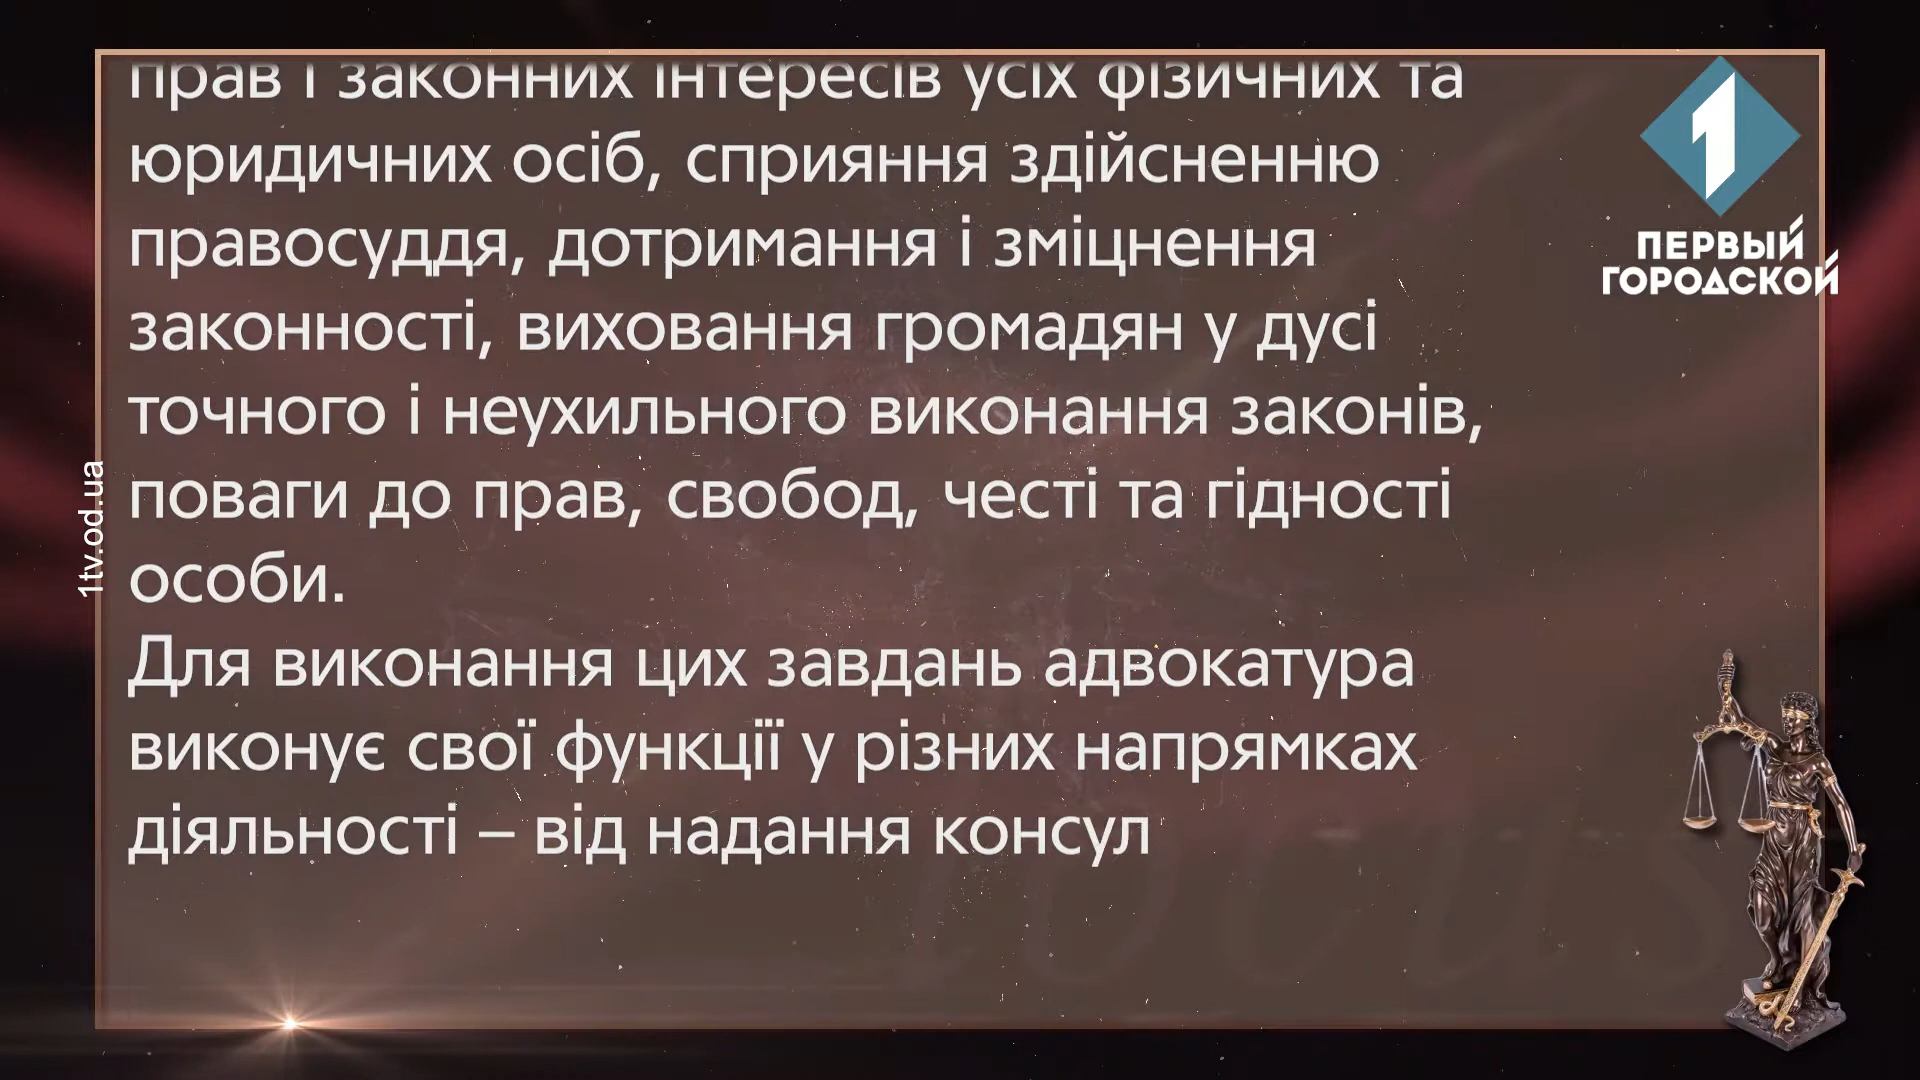 прав і законних інтересів усіх фізичних та
юридичних осіб, сприяння здійсненню
правосуддя, дотримання і зміцнення
законності, виховання громадян у дусі
точного і неухильного виконання законів,
поваги до прав, свобод, честі та гідності
особи.
Для виконання цих завдань адвокатура
виконує свої функції у різних напрямках
діяльності – від надання консул
1
ПЕРВЫЙ
ГОРОДСКОЙ
1tv.od.ua